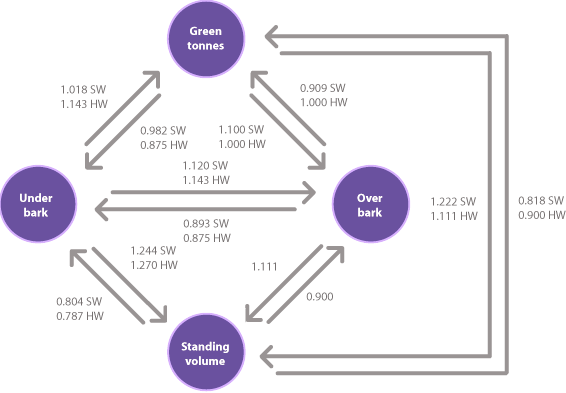 Green
tonnes
1.018 SW
1.143 HW
0.909 SW
1.000 HW
0.982 SW
0.875 HW
1.100 SW
1.000 HW
1.120 SW
1.143 HW
Under
bark
Over
bark
1.222 SW
1.111 HW
0.818 SW
0.900 HW
0.893 SW
0.875 HW
1.244 SW
1.270 HW
1.111
0.900
0.804 SW
0.787 HW
Standing
volume